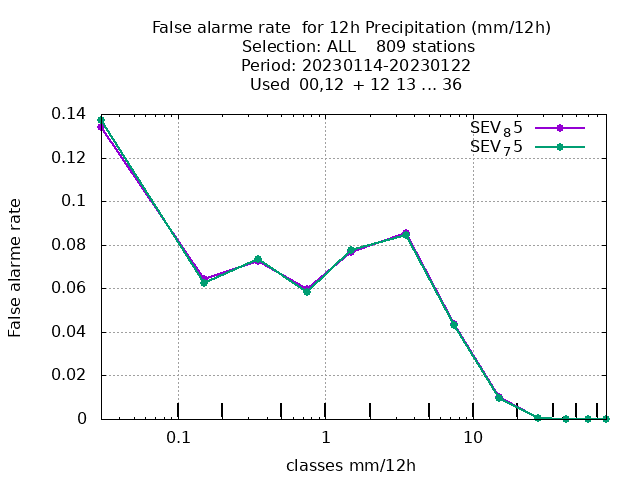 False alarme rate  for 12h Precipitation (mm/12h)
Selection: ALL    809 stations
Period: 20230114-20230122
Used  00,12  + 12 13 ... 36
SEV₈5
SEV₇5
0.14
0.12
0.1
0.08
0.06
0.04
0.02
0
False alarme rate
0.1
1
10
classes mm/12h